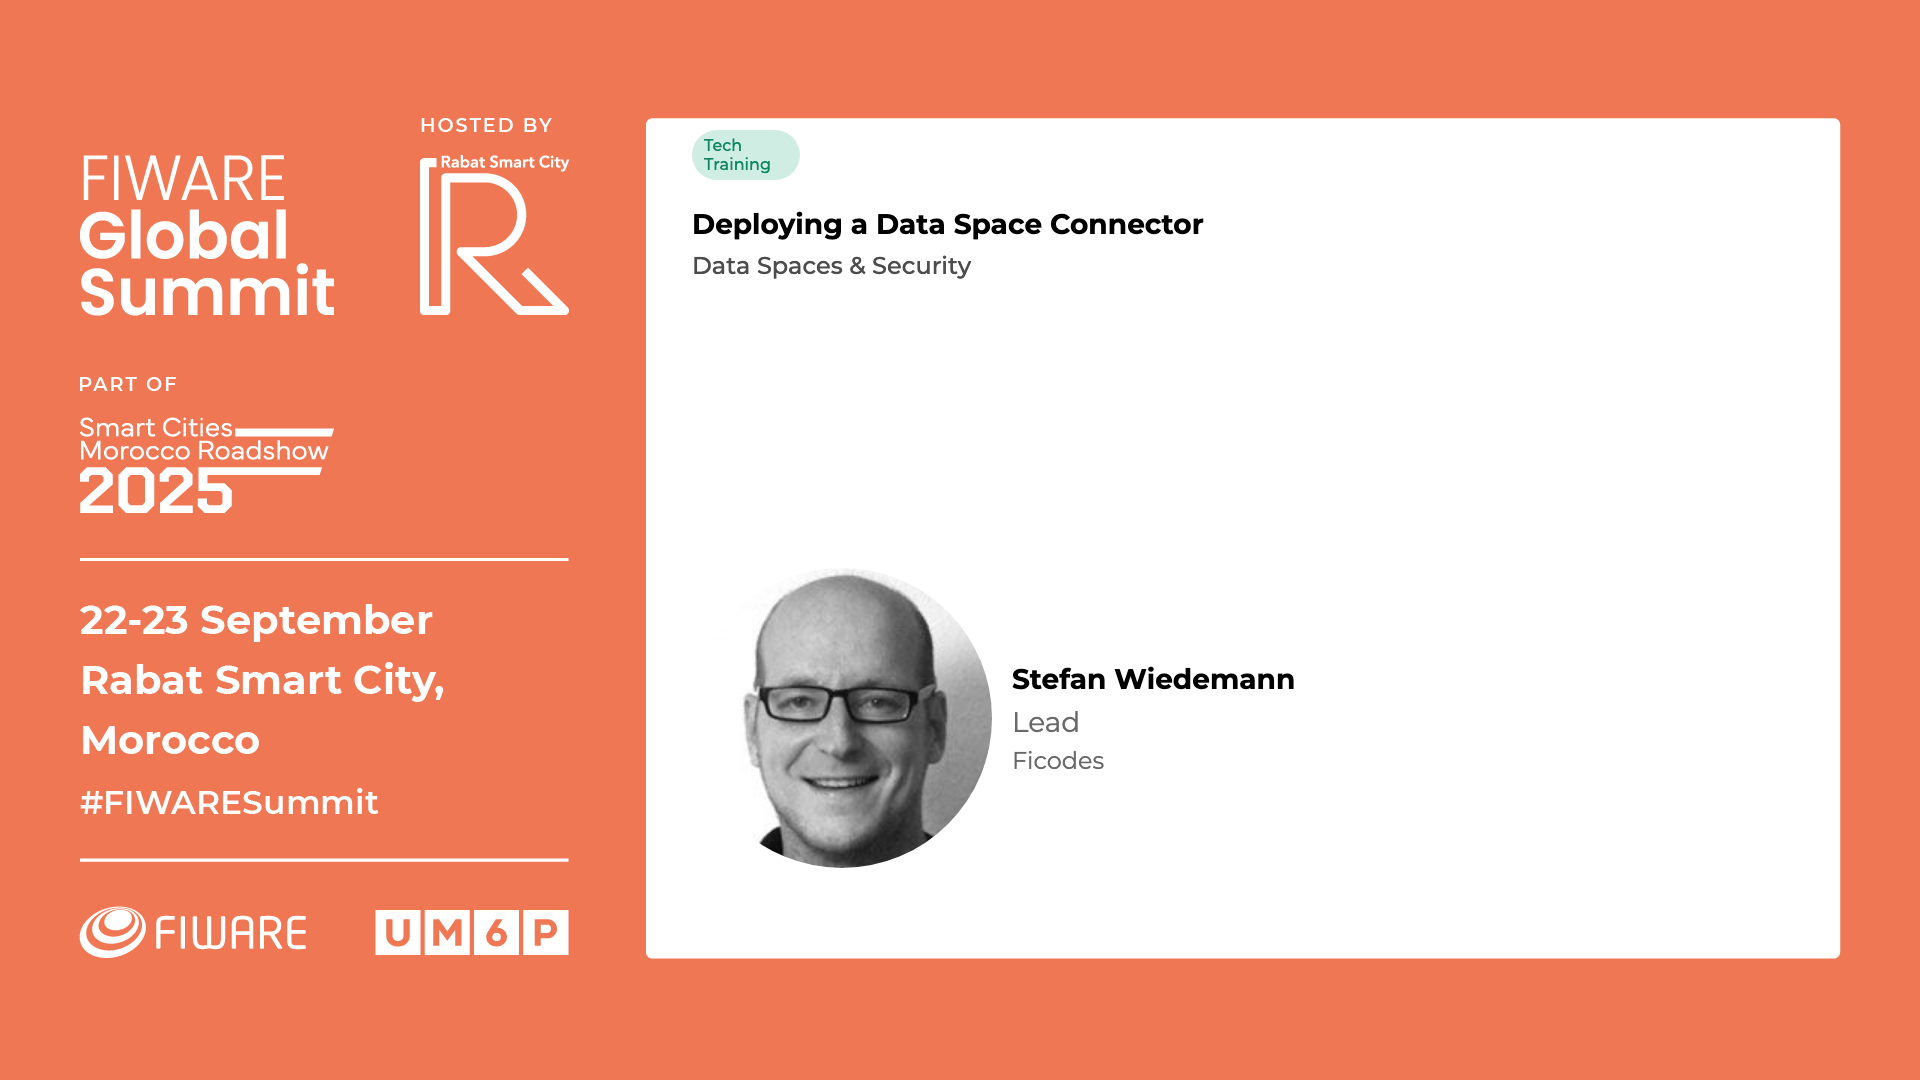 HOSTED BY
FIWARE
Global
Summit
Rabat Smart City
R
PART OF
Smart Cities
Morocco Roadshow
2025
22-23 September
Rabat Smart City,
Morocco
#FIWARESummit
FIWARE
UM6P
Tech
Training
Deploying a Data Space Connector
Data Spaces & Security
Stefan Wiedemann
Lead
Ficodes